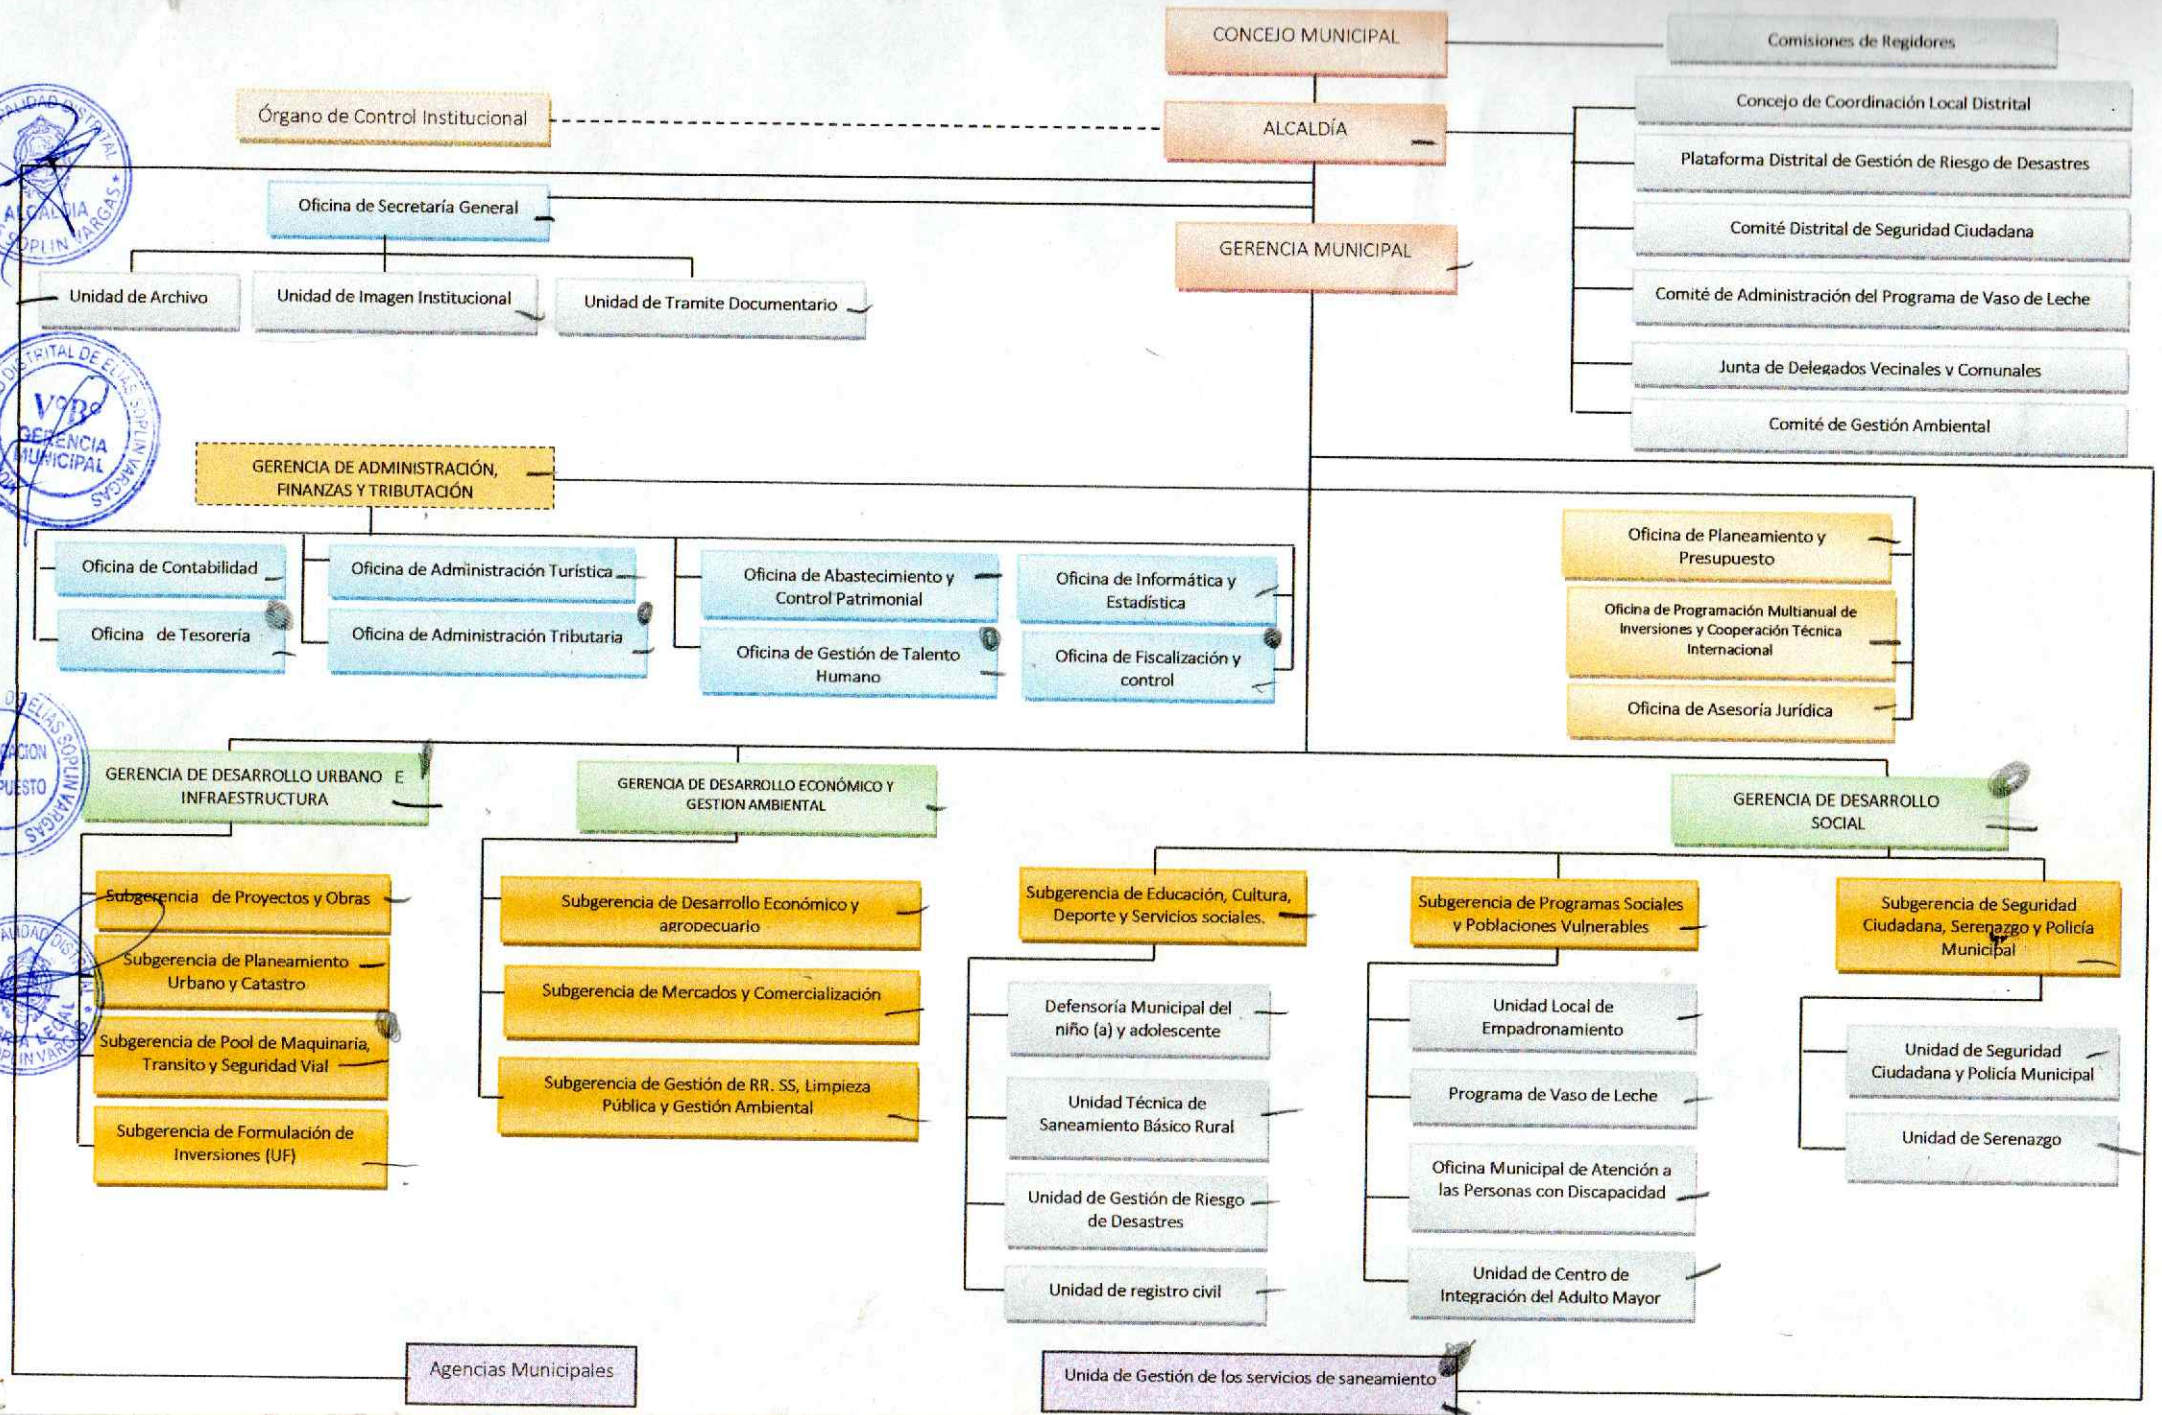 CONCEJO MUNICIPAL
Comisiones de Regidores
Órgano de Control Institucional
ALCALDÍA
Concejo de Coordinación Local Distrital
Plataforma Distrital de Gestión de Riesgo de Desastres
Comité Distrital de Seguridad Ciudadana
Comité de Administración del Programa de Vaso de Leche
Junta de Delegados Vecinales y Comunales
Comité de Gestión Ambiental
Oficina de Secretaría General
GERENCIA MUNICIPAL
Unidad de Archivo
Unidad de Imagen Institucional
Unidad de Tramite Documentario
ALCALDIA
SOPLIN VARGAS
DISTRITAL DE ELIAS SOPLIN VARGAS
V°B°
GERENCIA
MUNICIPAL
GERENCIA DE ADMINISTRACIÓN,
FINANZAS Y TRIBUTACIÓN
Oficina de Contabilidad
Oficina de Tesorería
Oficina de Administración Turística
Oficina de Administración Tributaria
Oficina de Abastecimiento y
Control Patrimonial
Oficina de Gestión de Talento
Humano
Oficina de Informática y
Estadística
Oficina de Fiscalización y
control
Oficina de Planeamiento y
Presupuesto
Oficina de Programación Multianual de
Inversiones y Cooperación Técnica
Internacional
Oficina de Asesoría Jurídica
ELIAS SOPLIN VARGAS
GERENCIA DE DESARROLLO URBANO E
INFRAESTRUCTURA
Subgerencia de Proyectos y Obras
Subgerencia de Planeamiento
Urbano y Catastro
Subgerencia de Pool de Maquinaria,
Transito y Seguridad Vial
Subgerencia de Formulación de
Inversiones (UF)
GERENCIA DE DESARROLLO ECONÓMICO Y
GESTION AMBIENTAL
Subgerencia de Desarrollo Económico y
agropecuario
Subgerencia de Mercados y Comercialización
Subgerencia de Gestión de RR. SS, Limpieza
Pública y Gestión Ambiental
GERENCIA DE DESARROLLO
SOCIAL
Subgerencia de Educación, Cultura,
Deporte y Servicios sociales.
Defensoría Municipal del
niño (a) y adolescente
Unidad Técnica de
Saneamiento Básico Rural
Unidad de Gestión de Riesgo
de Desastres
Unidad de registro civil
Subgerencia de Programas Sociales
y Poblaciones Vulnerables
Unidad Local de
Empadronamiento
Programa de Vaso de Leche
Oficina Municipal de Atención a
las Personas con Discapacidad
Unidad de Centro de
Integración del Adulto Mayor
Subgerencia de Seguridad
Ciudadana, Serenazgo y Policía
Municipal
Unidad de Seguridad
Ciudadana y Policía Municipal
Unidad de Serenazgo
Agencias Municipales
Unida de Gestión de los servicios de saneamiento